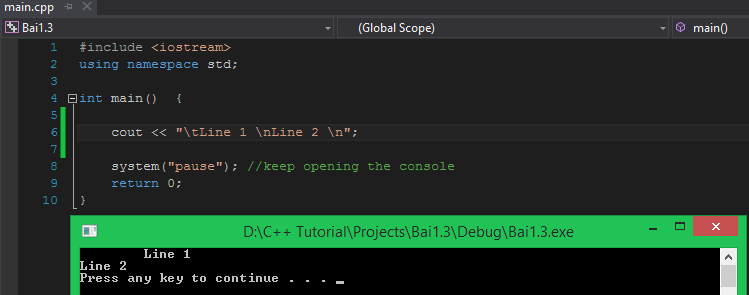 main.cpp
Bai1.3 (Global Scope) main()
1 #include <iostream>
2 using namespace std;
3
4 int main()  {
5
6     cout << "\tLine 1 \nLine 2 \n";
7
8     system("pause"); //keep opening the console
9     return 0;
10 }
D:\C++ Tutorial\Projects\Bai1.3\Debug\Bai1.3.exe
        Line 1
Line 2
Press any key to continue . . . _